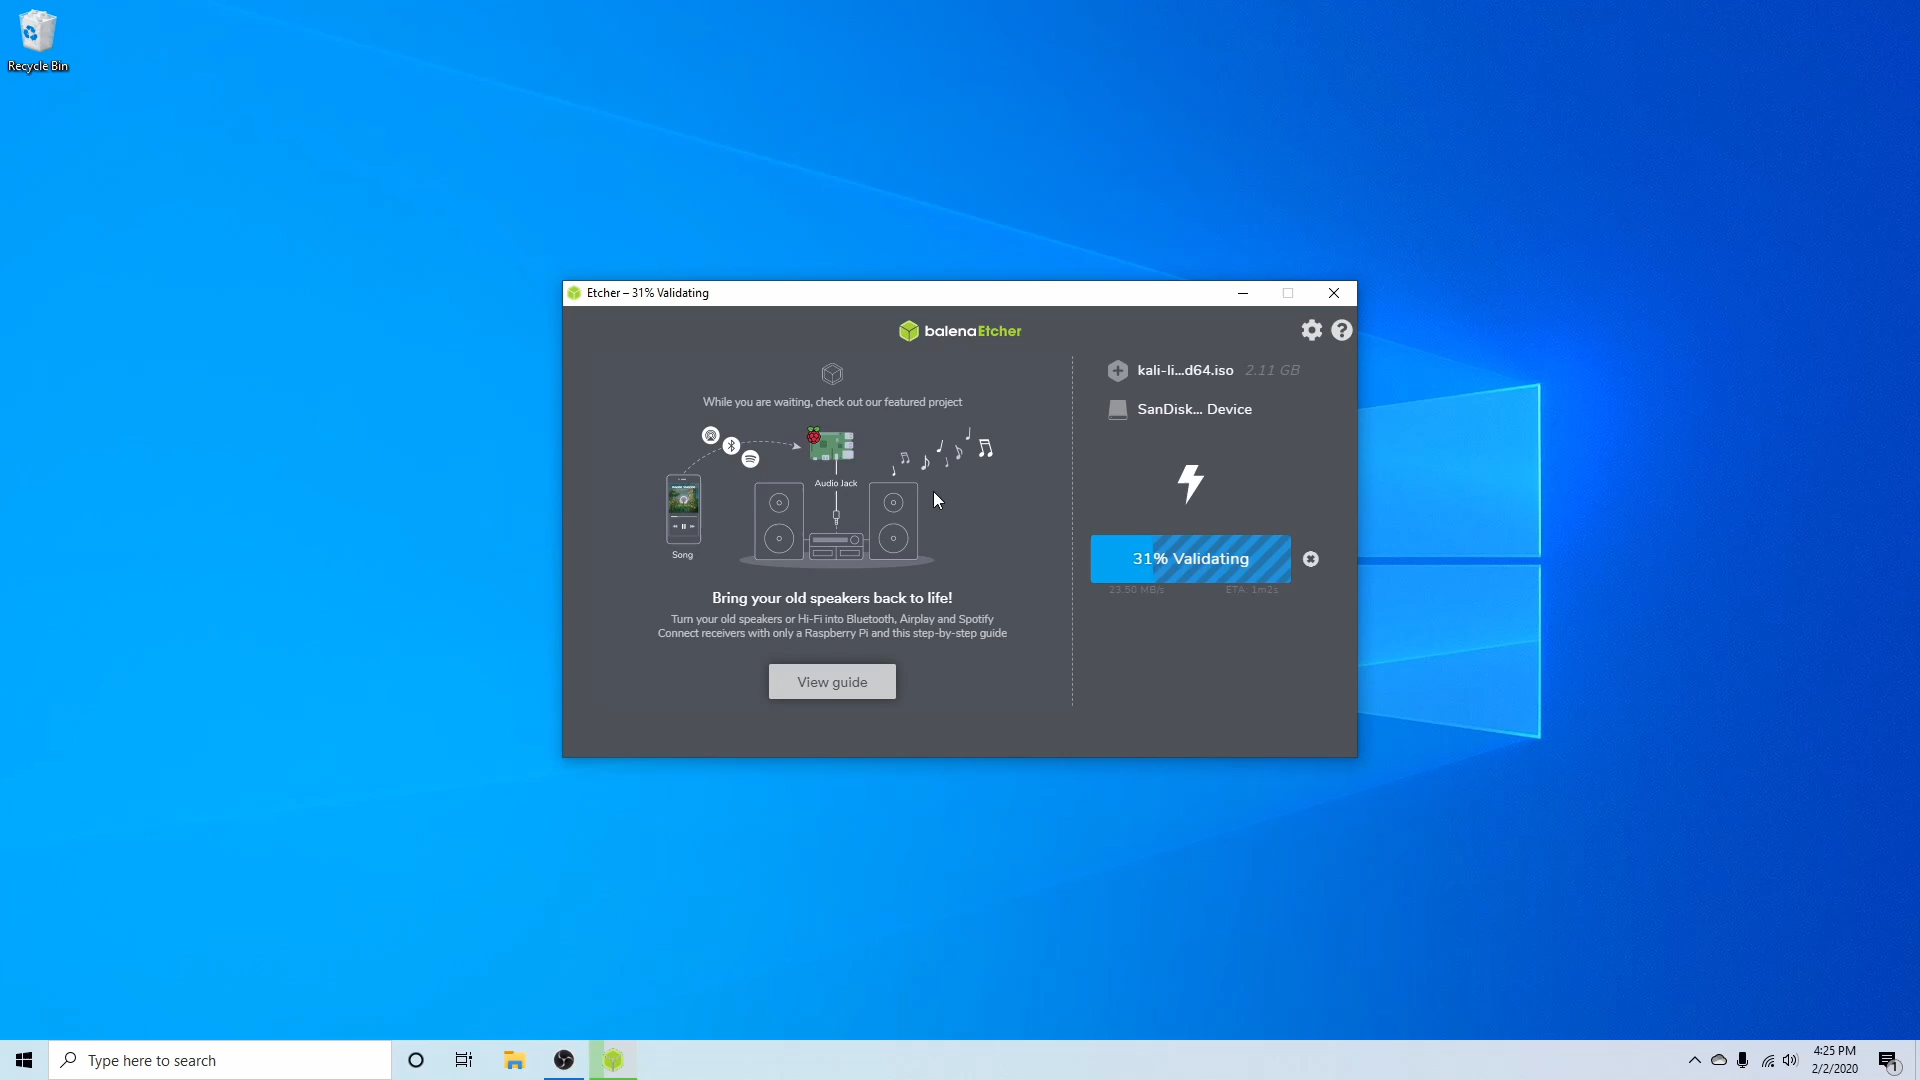 Recycle Bin
Etcher – 31% Validating
balenaEtcher
While you are waiting, check out our featured project
Audio Jack
Song
Bring your old speakers back to life!
Turn your old speakers or Hi-Fi into Bluetooth, Airplay and Spotify
Connect receivers with only a Raspberry Pi and this step-by-step guide
View guide
kali-li...d64.iso 2.11 GB
SanDisk... Device
31% Validating
23.50 MB/s ETA: 1m2s
Type here to search
4:25 PM
2/2/2020
1